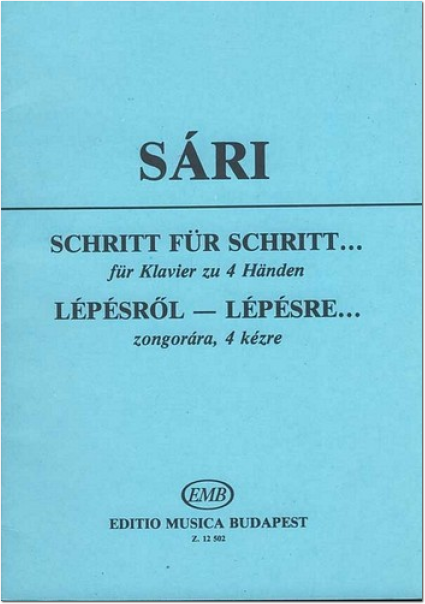 SÁRI
SCHRITT FÜR SCHRITT...
für Klavier zu 4 Händen
LÉPÉSRŐL — LÉPÉSRE...
zongorára, 4 kézre
EMB
EDITIO MUSICA BUDAPEST
Z. 12 502